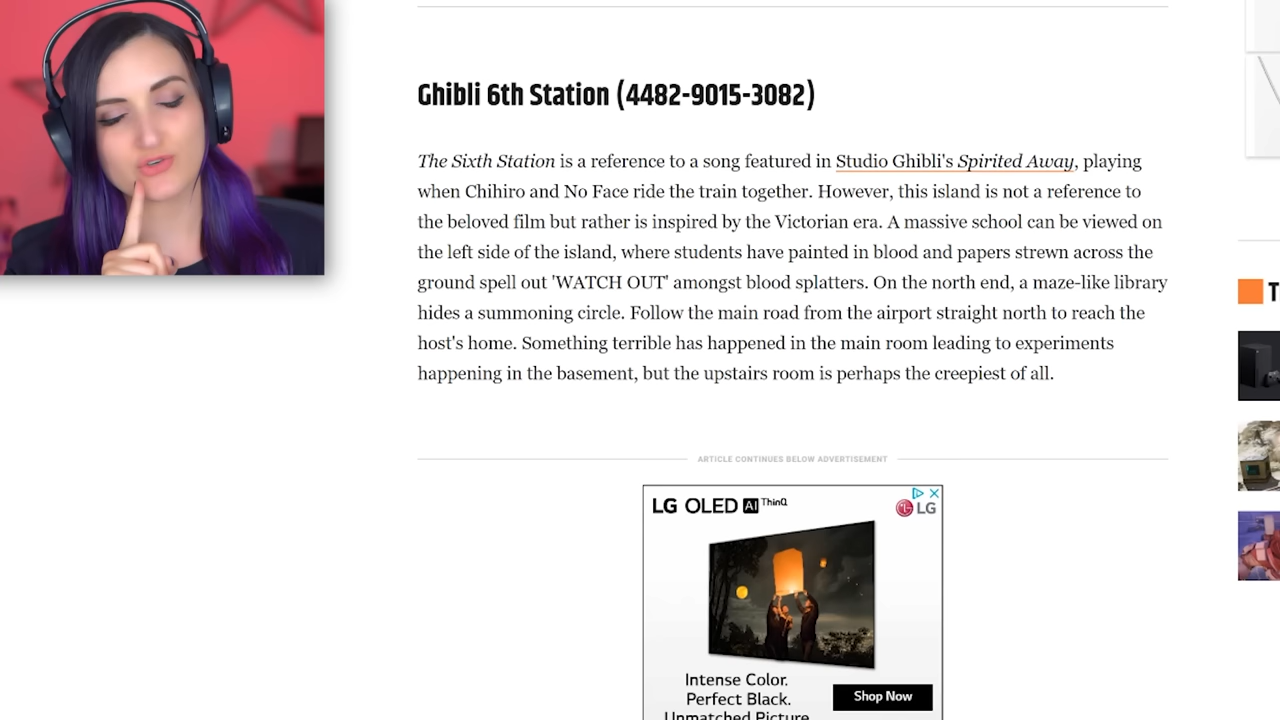 Ghibli 6th Station (4482-9015-3082)
The Sixth Station is a reference to a song featured in Studio Ghibli's Spirited Away, playing
when Chihiro and No Face ride the train together. However, this island is not a reference to
the beloved film but rather is inspired by the Victorian era. A massive school can be viewed on
the left side of the island, where students have painted in blood and papers strewn across the
ground spell out 'WATCH OUT' amongst blood splatters. On the north end, a maze-like library
hides a summoning circle. Follow the main road from the airport straight north to reach the
host's home. Something terrible has happened in the main room leading to experiments
happening in the basement, but the upstairs room is perhaps the creepiest of all.
T
ARTICLE CONTINUES BELOW ADVERTISEMENT
LG OLED AI ThinQ
LG
Intense Color.
Perfect Black.
Unmatched Picture
Shop Now